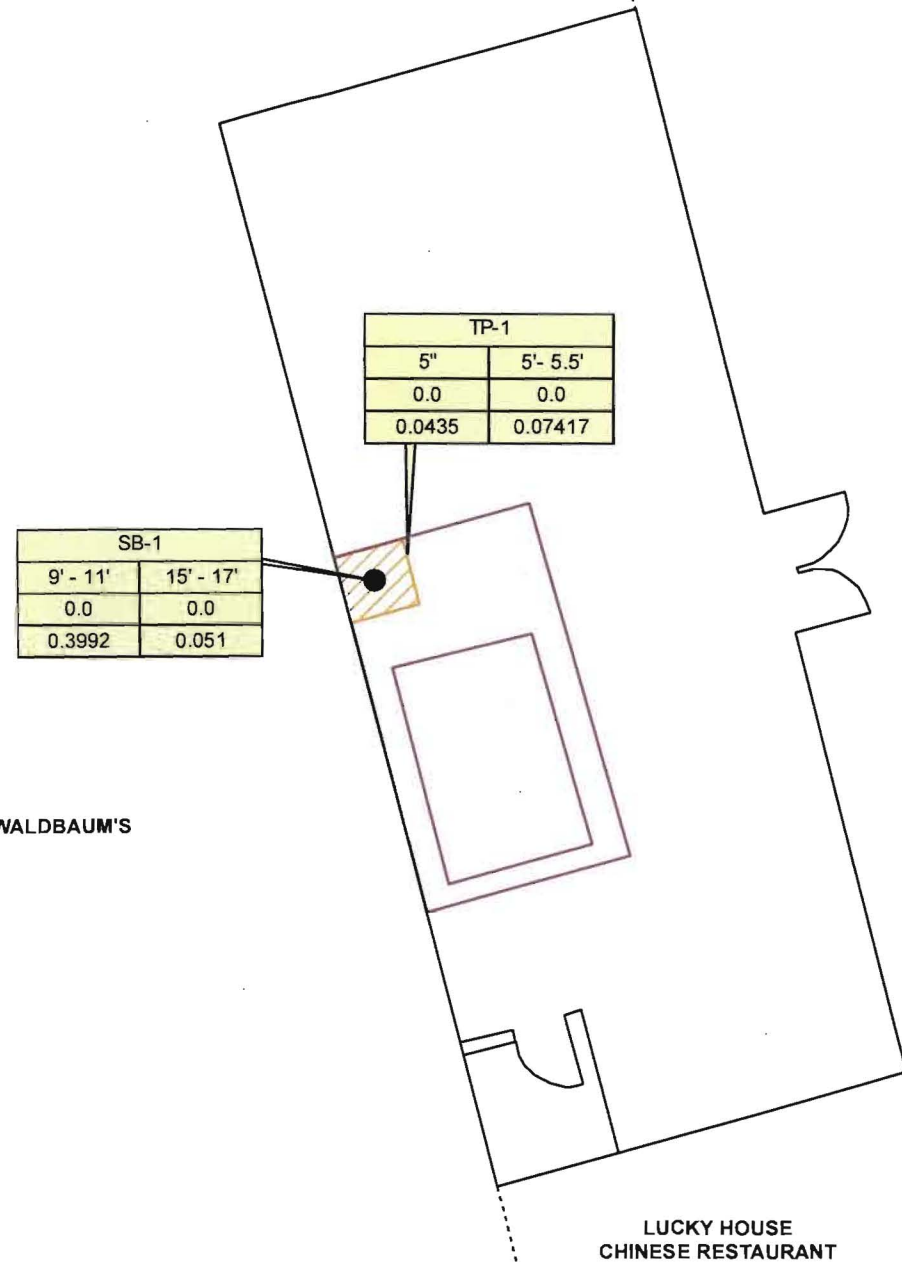 TP-1
5" 5'- 5.5'
0.0 0.0
0.0435 0.07417
SB-1
9' - 11' 15' - 17'
0.0 0.0
0.3992 0.051
WALDBAUM'S
LUCKY HOUSE
CHINESE RESTAURANT